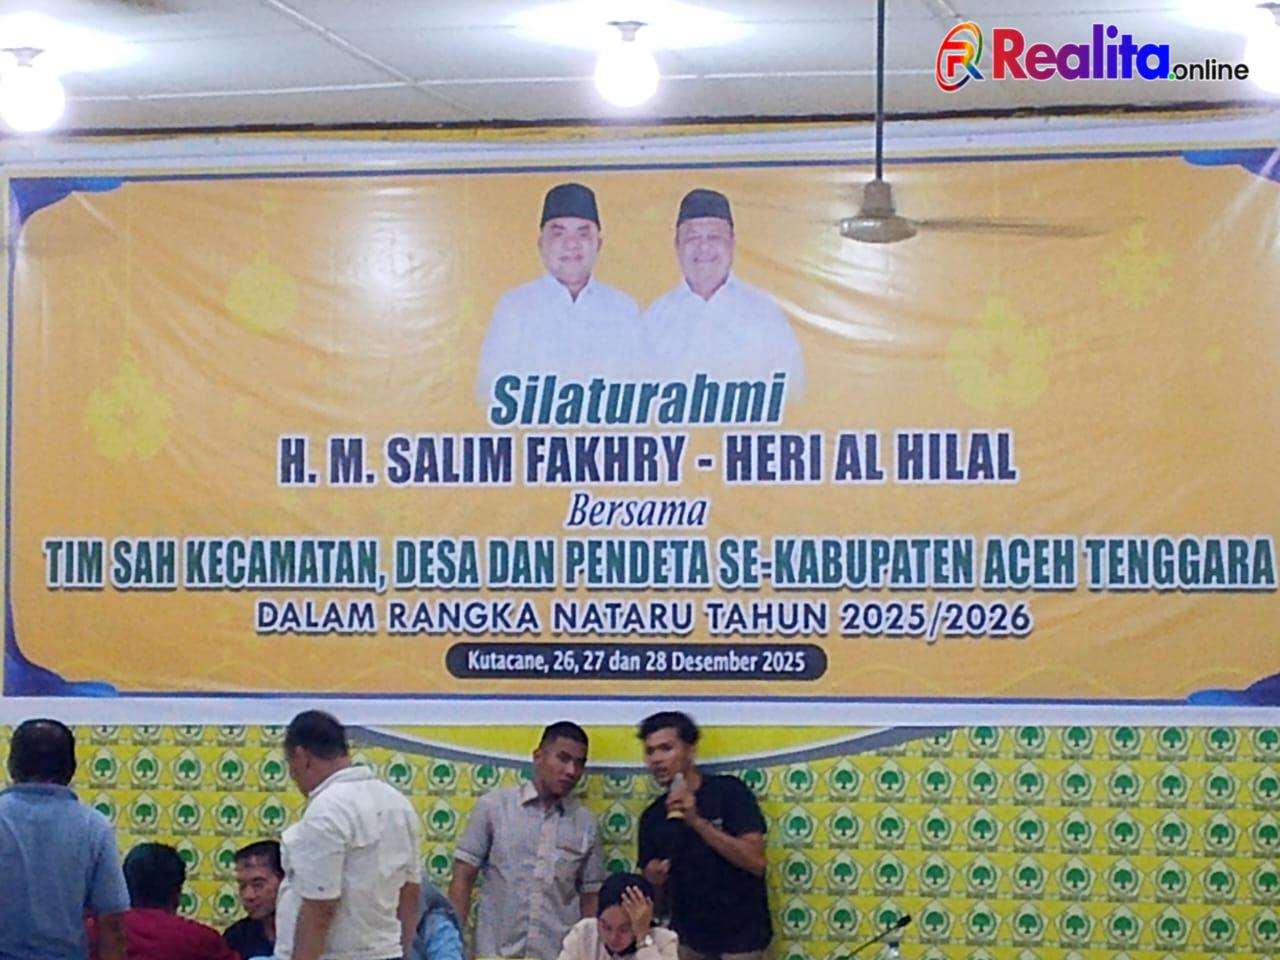 Realita.online
Silaturahmi
H. M. SALIM FAKHRY - HERI AL HILAL
Bersama
TIM SAH KECAMATAN, DESA DAN PENDETA SE-KABUPATEN ACEH TENGGARA
DALAM RANGKA NATARU TAHUN 2025/2026
Kutacane, 26, 27 dan 28 Desember 2025